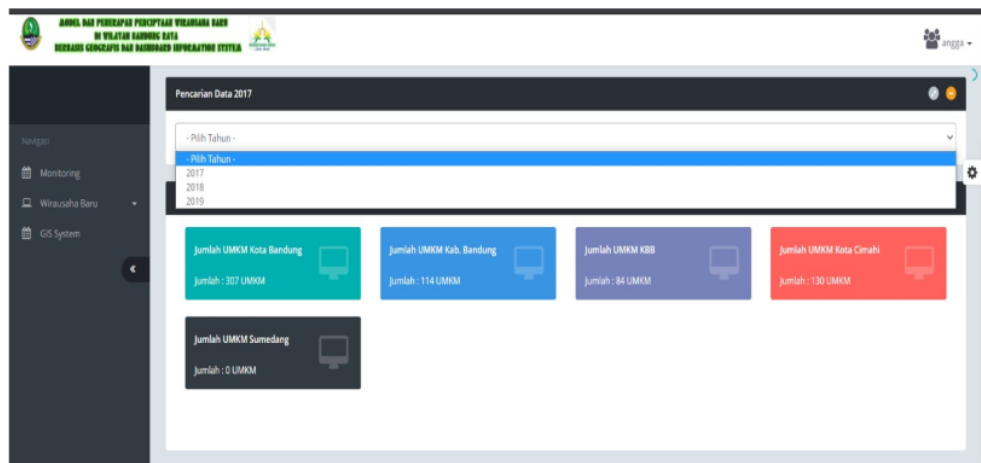 MODEL DAN PENERAPAN PENCIPTAAN WIRAUSAHA BARU
DI WILAYAH BANDUNG RAYA
BERBASIS GEOGRAFIS DAN DASHBOARD INFORMATION SYSTEM
angga
Pencarian Data 2017
Navigasi
- Pilih Tahun -
- Pilih Tahun -
2017
2018
2019
Monitoring
Wirausaha Baru
GIS System
Jumlah UMKM Kota Bandung
Jumlah : 307 UMKM
Jumlah UMKM Kab. Bandung
Jumlah : 114 UMKM
Jumlah UMKM KBB
Jumlah : 84 UMKM
Jumlah UMKM Kota Cimahi
Jumlah : 130 UMKM
Jumlah UMKM Sumedang
Jumlah : 0 UMKM